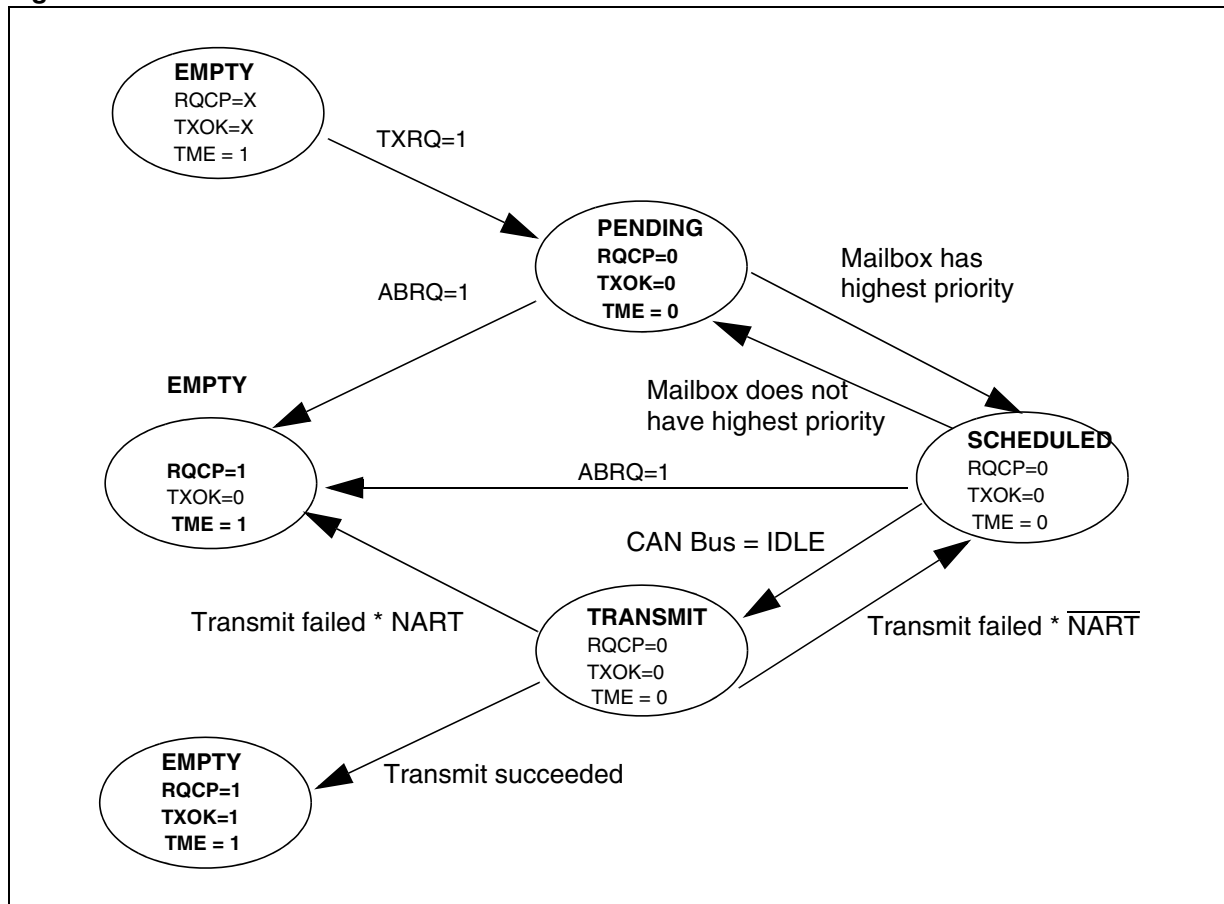 EMPTY
RQCP=X
TXOK=X
TME = 1
TXRQ=1
PENDING
RQCP=0
TXOK=0
TME = 0
Mailbox has
highest priority
ABRQ=1
EMPTY
Mailbox does not
have highest priority
SCHEDULED
RQCP=0
TXOK=0
TME = 0
RQCP=1
TXOK=0
TME = 1
ABRQ=1
CAN Bus = IDLE
Transmit failed * NART
TRANSMIT
RQCP=0
TXOK=0
TME = 0
Transmit failed * N̅A̅R̅T̅
EMPTY
RQCP=1
TXOK=1
TME = 1
Transmit succeeded